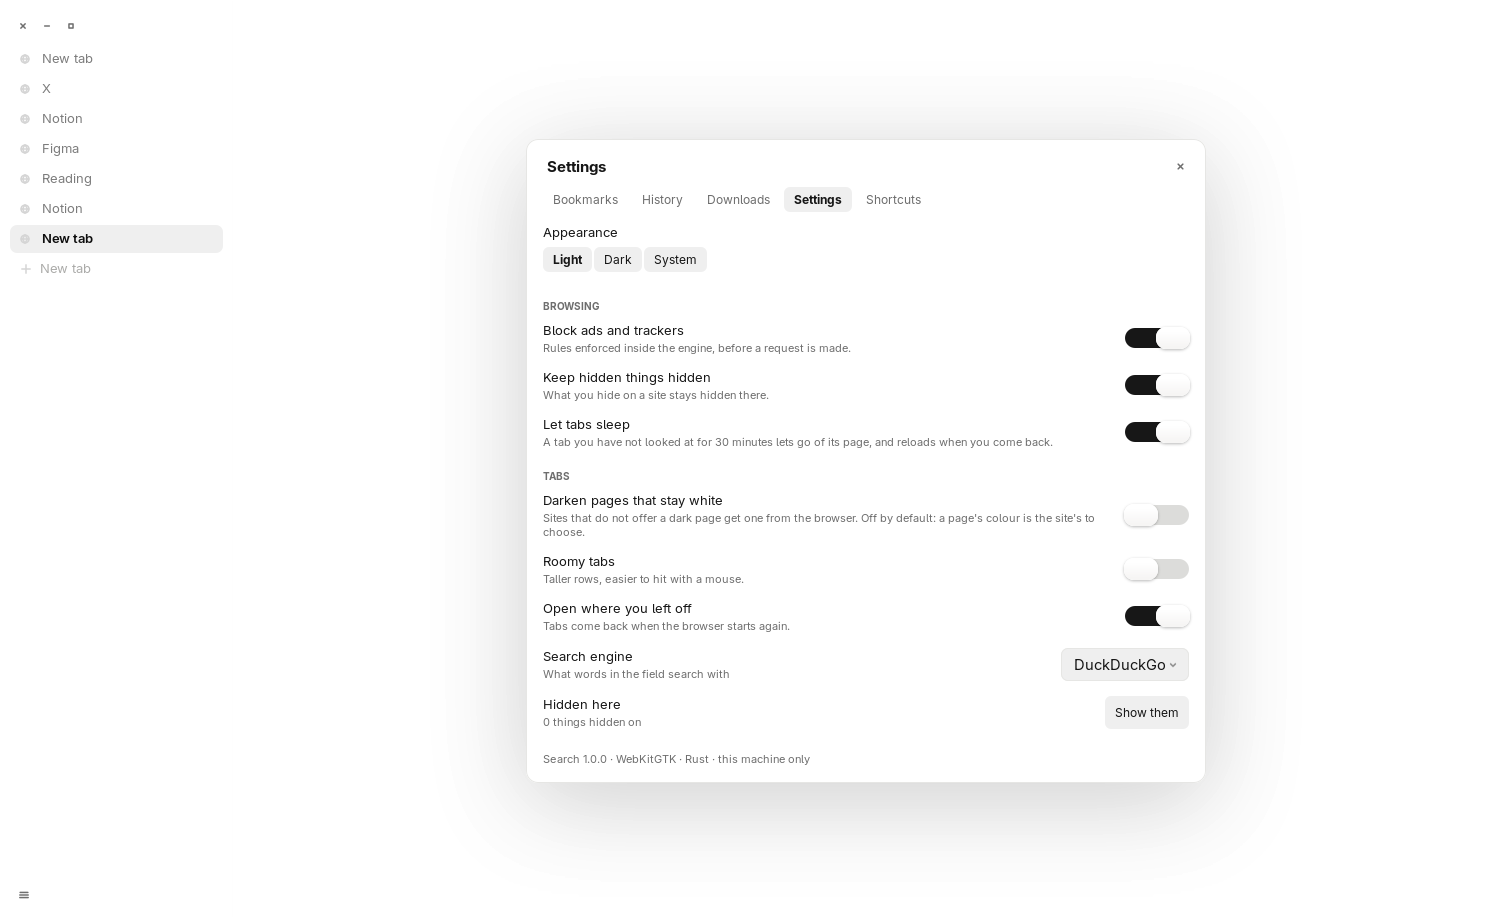 New tab
X
Notion
Figma
Reading
Notion
New tab
New tab
Settings
Bookmarks History Downloads Settings Shortcuts
Appearance
Light Dark System
BROWSING
Block ads and trackers
Rules enforced inside the engine, before a request is made.
Keep hidden things hidden
What you hide on a site stays hidden there.
Let tabs sleep
A tab you have not looked at for 30 minutes lets go of its page, and reloads when you come back.
TABS
Darken pages that stay white
Sites that do not offer a dark page get one from the browser. Off by default: a page's colour is the site's to
choose.
Roomy tabs
Taller rows, easier to hit with a mouse.
Open where you left off
Tabs come back when the browser starts again.
Search engine
What words in the field search with
DuckDuckGo
Hidden here
0 things hidden on
Show them
Search 1.0.0 · WebKitGTK · Rust · this machine only